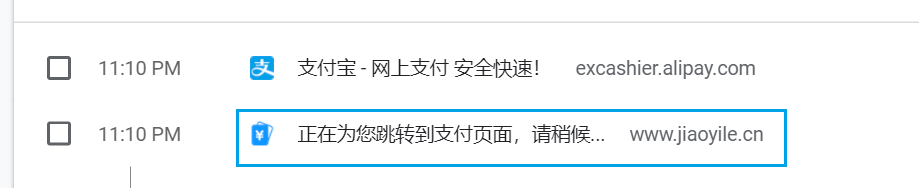 11:10 PM 支 支付宝 - 网上支付 安全快速! excashier.alipay.com
11:10 PM ¥ 正在为您跳转到支付页面，请稍候... www.jiaoyile.cn